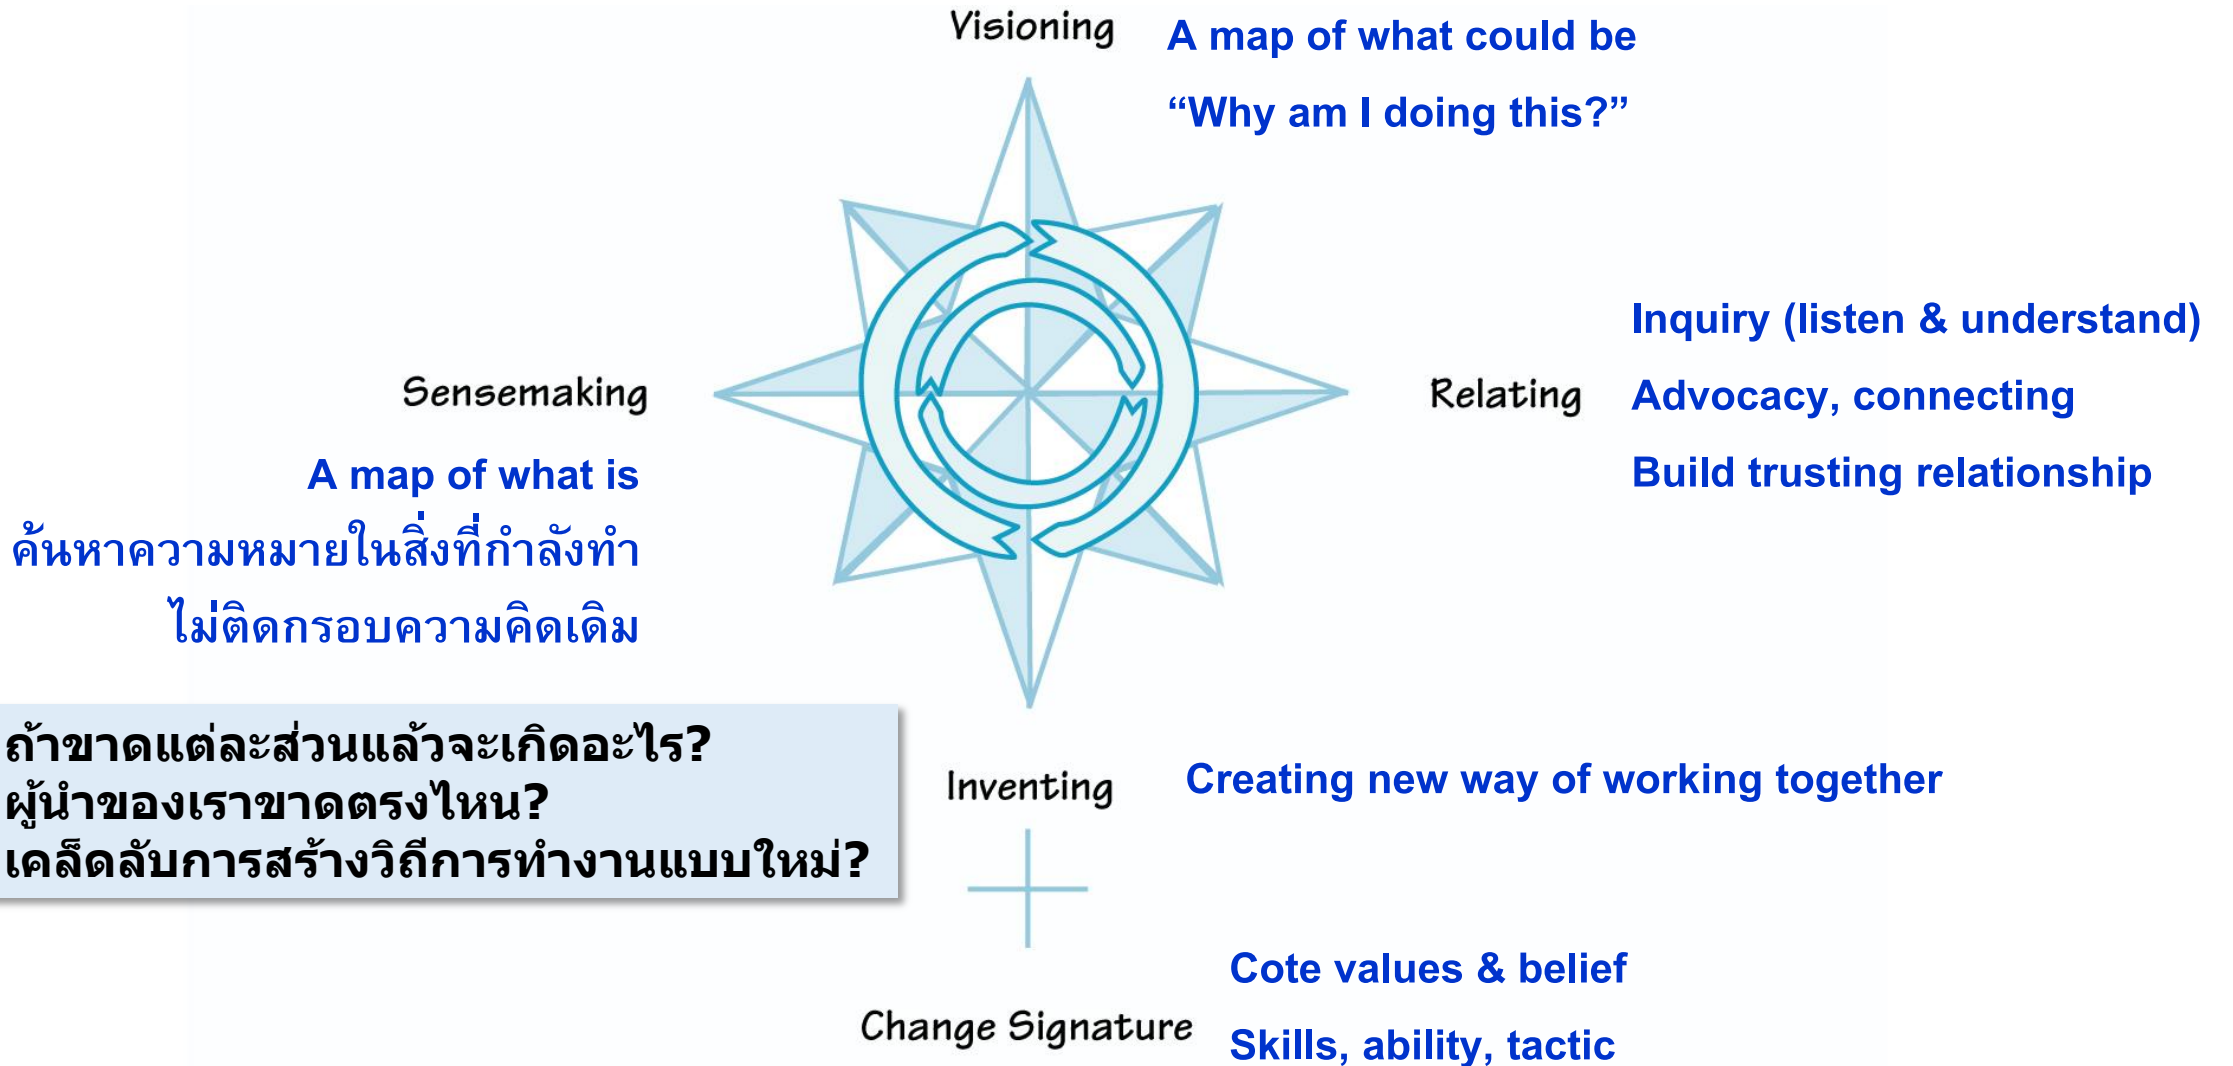 Visioning
A map of what could be
“Why am I doing this?”
Sensemaking
A map of what is
ค้นหาความหมายในสิ่งที่กำลังทำ
ไม่ติดกรอบความคิดเดิม
Relating
Inquiry (listen & understand)
Advocacy, connecting
Build trusting relationship
ถ้าขาดแต่ละส่วนแล้วจะเกิดอะไร?
ผู้นำของเราขาดตรงไหน?
เคล็ดลับการสร้างวิถีการทำงานแบบใหม่?
Inventing
Creating new way of working together
Change Signature
Cote values & belief
Skills, ability, tactic